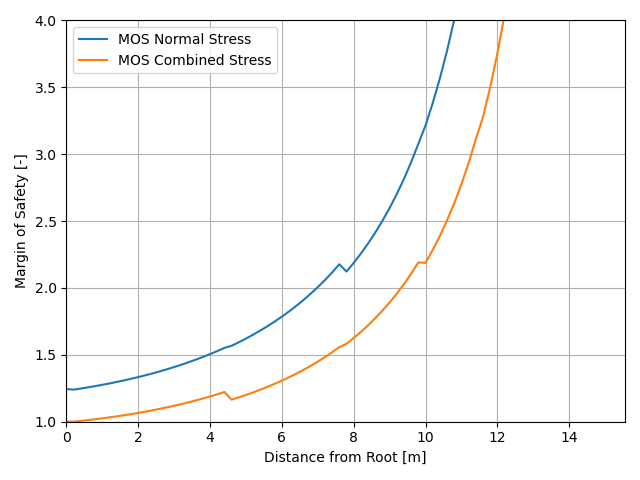 MOS Normal Stress
MOS Combined Stress
4.0
3.5
3.0
2.5
2.0
1.5
1.0
Margin of Safety [-]
0 2 4 6 8 10 12 14
Distance from Root [m]